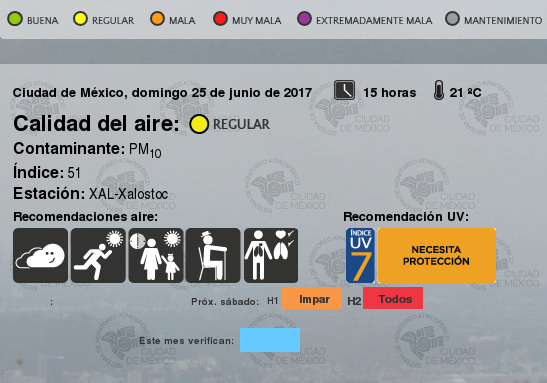 BUENA REGULAR MALA MUY MALA EXTREMADAMENTE MALA MANTENIMIENTO
Ciudad de México, domingo 25 de junio de 2017 15 horas 21 ºC
Calidad del aire: REGULAR
Contaminante: PM10
Índice: 51
Estación: XAL-Xalostoc
Recomendaciones aire: Recomendación UV:
ÍNDICE
UV
7
NECESITA
PROTECCIÓN
: Próx. sábado: H1 Impar H2 Todos
Este mes verifican:
CIUDAD
DE MÉXICO